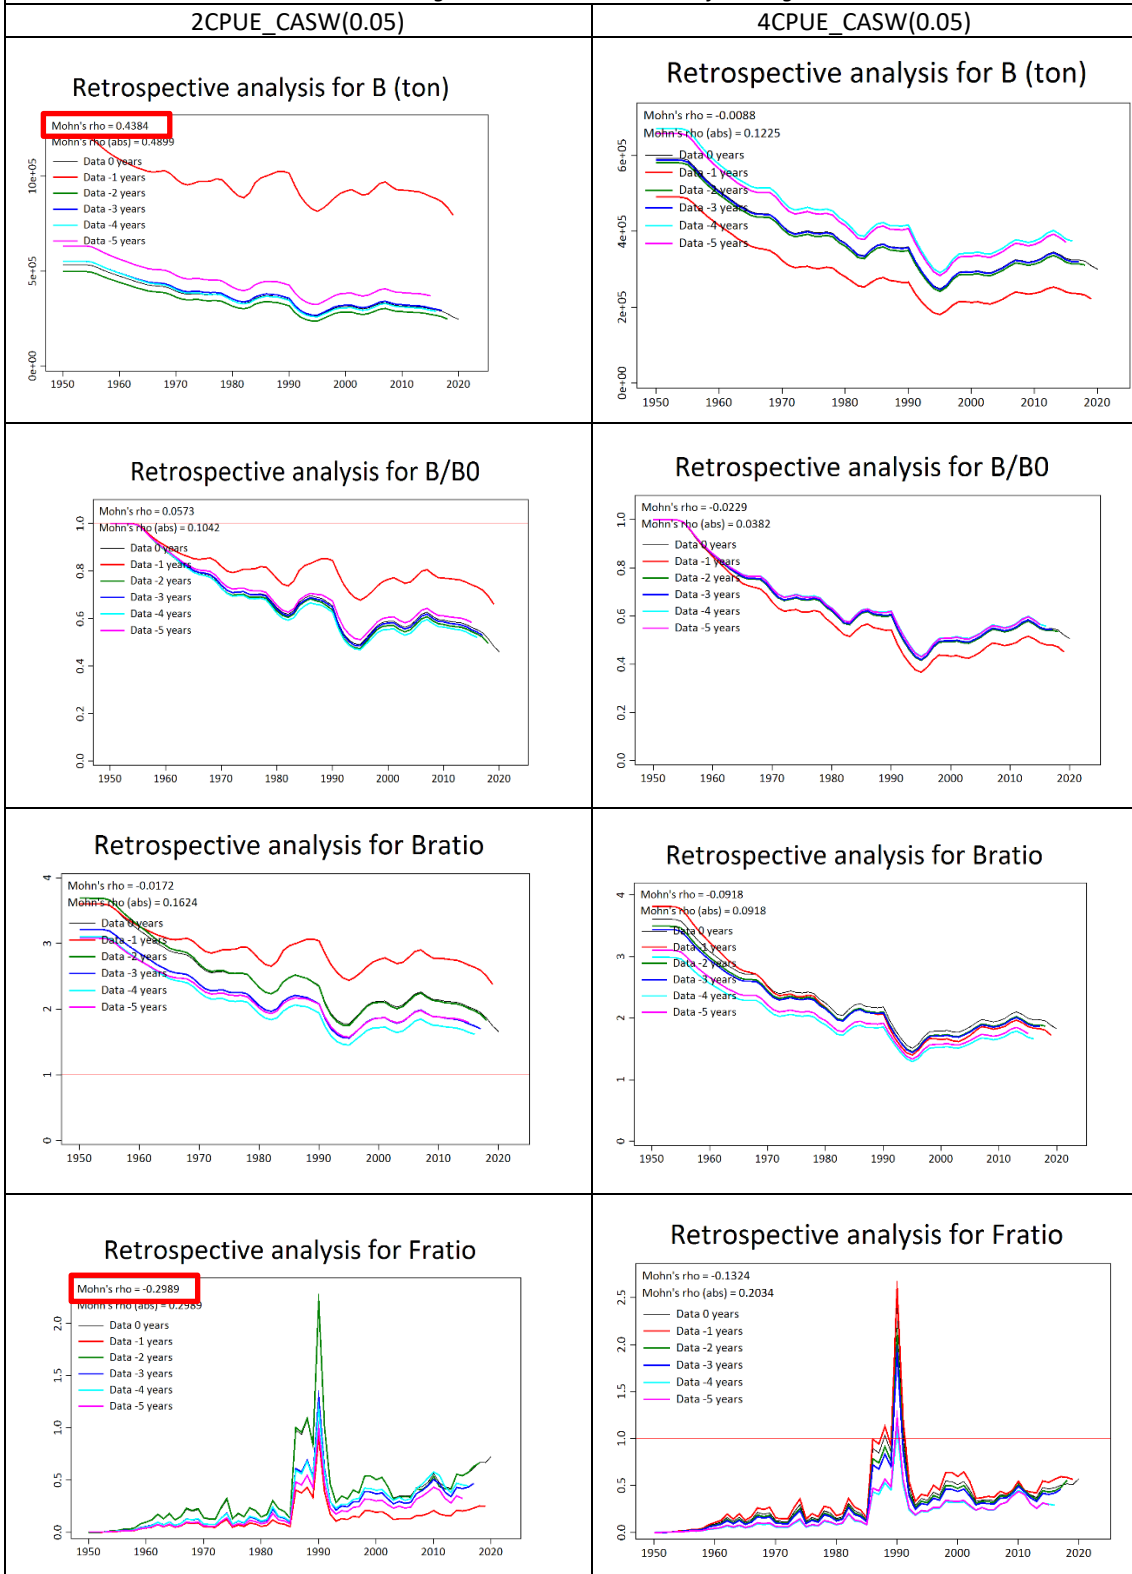 2CPUE_CASW(0.05)
4CPUE_CASW(0.05)
Retrospective analysis for B (ton)
Mohn's rho = 0.4384
Mohn's rho (abs) = 0.4899
Data 0 years
Data -1 years
Data -2 years
Data -3 years
Data -4 years
Data -5 years
10e+05
5e+05
0e+00
1950 1960 1970 1980 1990 2000 2010 2020
Retrospective analysis for B (ton)
Mohn's rho = -0.0088
Mohn's rho (abs) = 0.1225
Data 0 years
Data -1 years
Data -2 years
Data -3 years
Data -4 years
Data -5 years
6e+05
4e+05
2e+05
0e+00
1950 1960 1970 1980 1990 2000 2010 2020
Retrospective analysis for B/B0
Mohn's rho = 0.0573
Mohn's rho (abs) = 0.1042
Data 0 years
Data -1 years
Data -2 years
Data -3 years
Data -4 years
Data -5 years
1.0
0.8
0.6
0.4
0.2
0.0
1950 1960 1970 1980 1990 2000 2010 2020
Retrospective analysis for B/B0
Mohn's rho = -0.0229
Mohn's rho (abs) = 0.0382
Data 0 years
Data -1 years
Data -2 years
Data -3 years
Data -4 years
Data -5 years
1.0
0.8
0.6
0.4
0.2
0.0
1950 1960 1970 1980 1990 2000 2010 2020
Retrospective analysis for Bratio
Mohn's rho = -0.0172
Mohn's rho (abs) = 0.1624
Data 0 years
Data -1 years
Data -2 years
Data -3 years
Data -4 years
Data -5 years
4
3
2
1
0
1950 1960 1970 1980 1990 2000 2010 2020
Retrospective analysis for Bratio
Mohn's rho = -0.0918
Mohn's rho (abs) = 0.0918
Data 0 years
Data -1 years
Data -2 years
Data -3 years
Data -4 years
Data -5 years
4
3
2
1
0
1950 1960 1970 1980 1990 2000 2010 2020
Retrospective analysis for Fratio
Mohn's rho = -0.2989
Mohn's rho (abs) = 0.2989
Data 0 years
Data -1 years
Data -2 years
Data -3 years
Data -4 years
Data -5 years
2.0
1.5
1.0
0.5
0.0
1950 1960 1970 1980 1990 2000 2010 2020
Retrospective analysis for Fratio
Mohn's rho = -0.1324
Mohn's rho (abs) = 0.2034
Data 0 years
Data -1 years
Data -2 years
Data -3 years
Data -4 years
Data -5 years
2.5
2.0
1.5
1.0
0.5
0.0
1950 1960 1970 1980 1990 2000 2010 2020